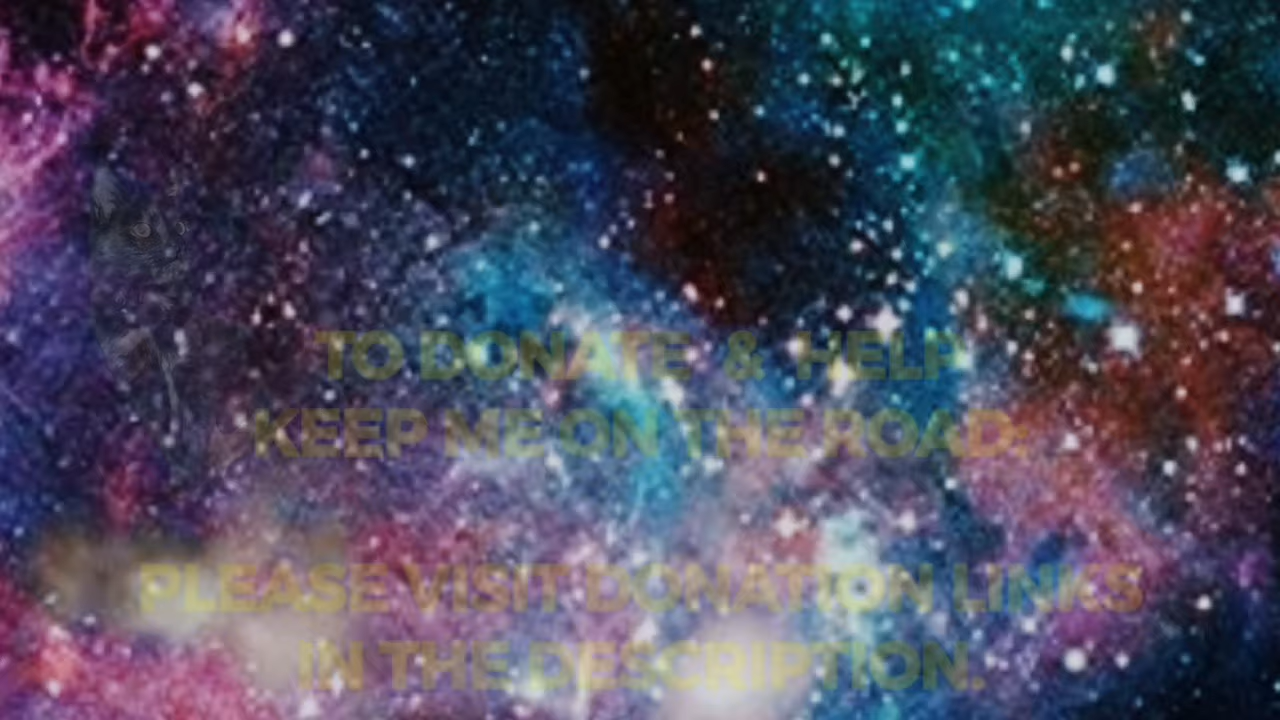 TO DONATE & HELP
KEEP ME ON THE ROAD:
PLEASE VISIT DONATION LINKS
IN THE DESCRIPTION.